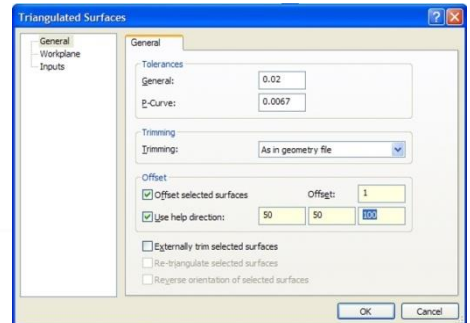 Triangulated Surfaces
General
Workplane
Inputs
General
Tolerances
General: 0.02
P-Curve: 0.0067
Trimming
Trimming: As in geometry file
Offset
Offset selected surfaces Offset: 1
Use help direction: 50 50 100
Externally trim selected surfaces
Re-triangulate selected surfaces
Reverse orientation of selected surfaces
OK Cancel